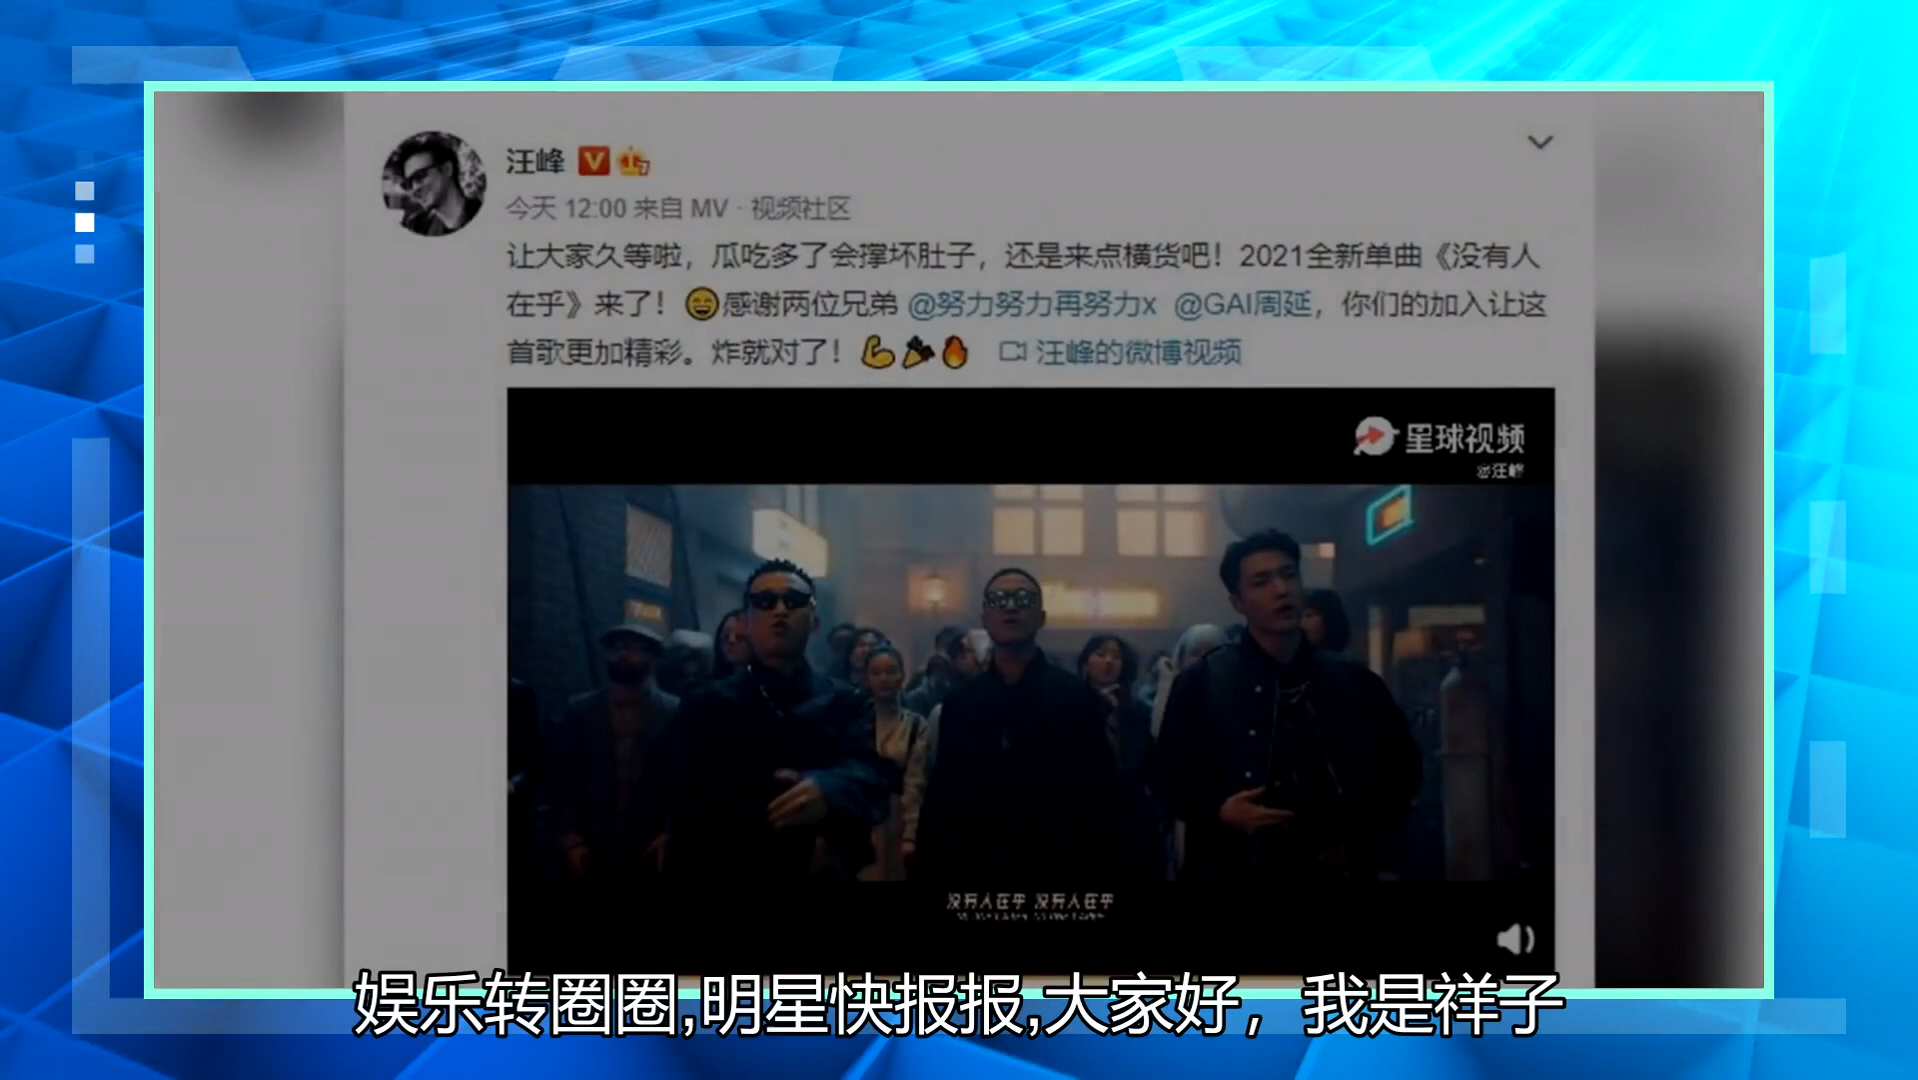 汪峰
今天 12:00 来自 MV · 视频社区
让大家久等啦，瓜吃多了会撑坏肚子，还是来点横货吧！2021全新单曲《没有人
在乎》来了！😄感谢两位兄弟 @努力努力再努力x @GAI周延，你们的加入让这
首歌更加精彩。炸就对了！💪🎉🔥 汪峰的微博视频
星球视频
@汪峰
没有人在乎 没有人在乎
娱乐转圈圈,明星快报报,大家好，我是祥子